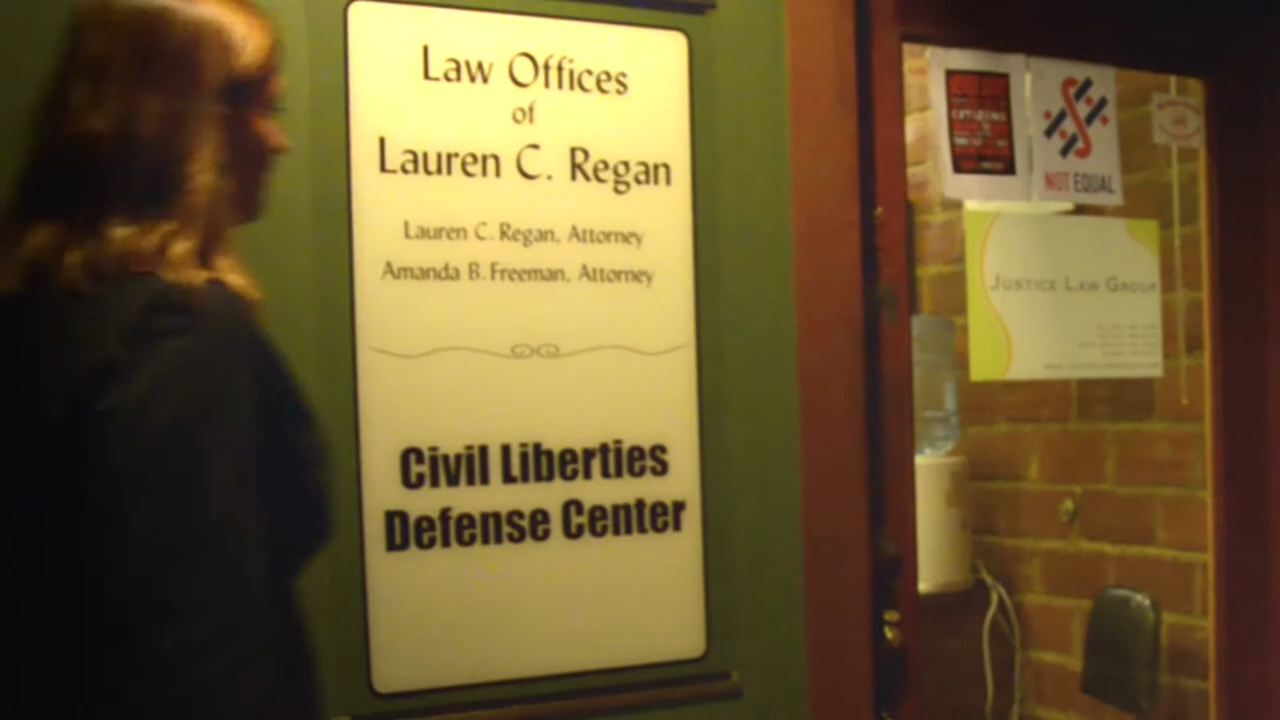 Law Offices
of
Lauren C. Regan
Lauren C. Regan, Attorney
Amanda B. Freeman, Attorney
Civil Liberties
Defense Center
NOT EQUAL
JUSTICE LAW GROUP